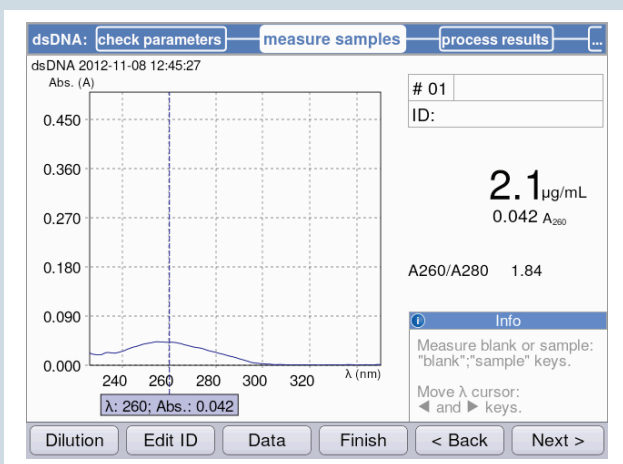 dsDNA: check parameters measure samples process results ...
dsDNA 2012-11-08 12:45:27
Abs. (A)
0.450
0.360
0.270
0.180
0.090
0.000
240 260 280 300 320 λ (nm)
λ: 260; Abs.: 0.042
# 01
ID:
2.1 µg/mL
0.042 A260
A260/A280 1.84
Info
Measure blank or sample:
"blank";"sample" keys.
Move λ cursor:
◀ and ▶ keys.
Dilution Edit ID Data Finish < Back Next >